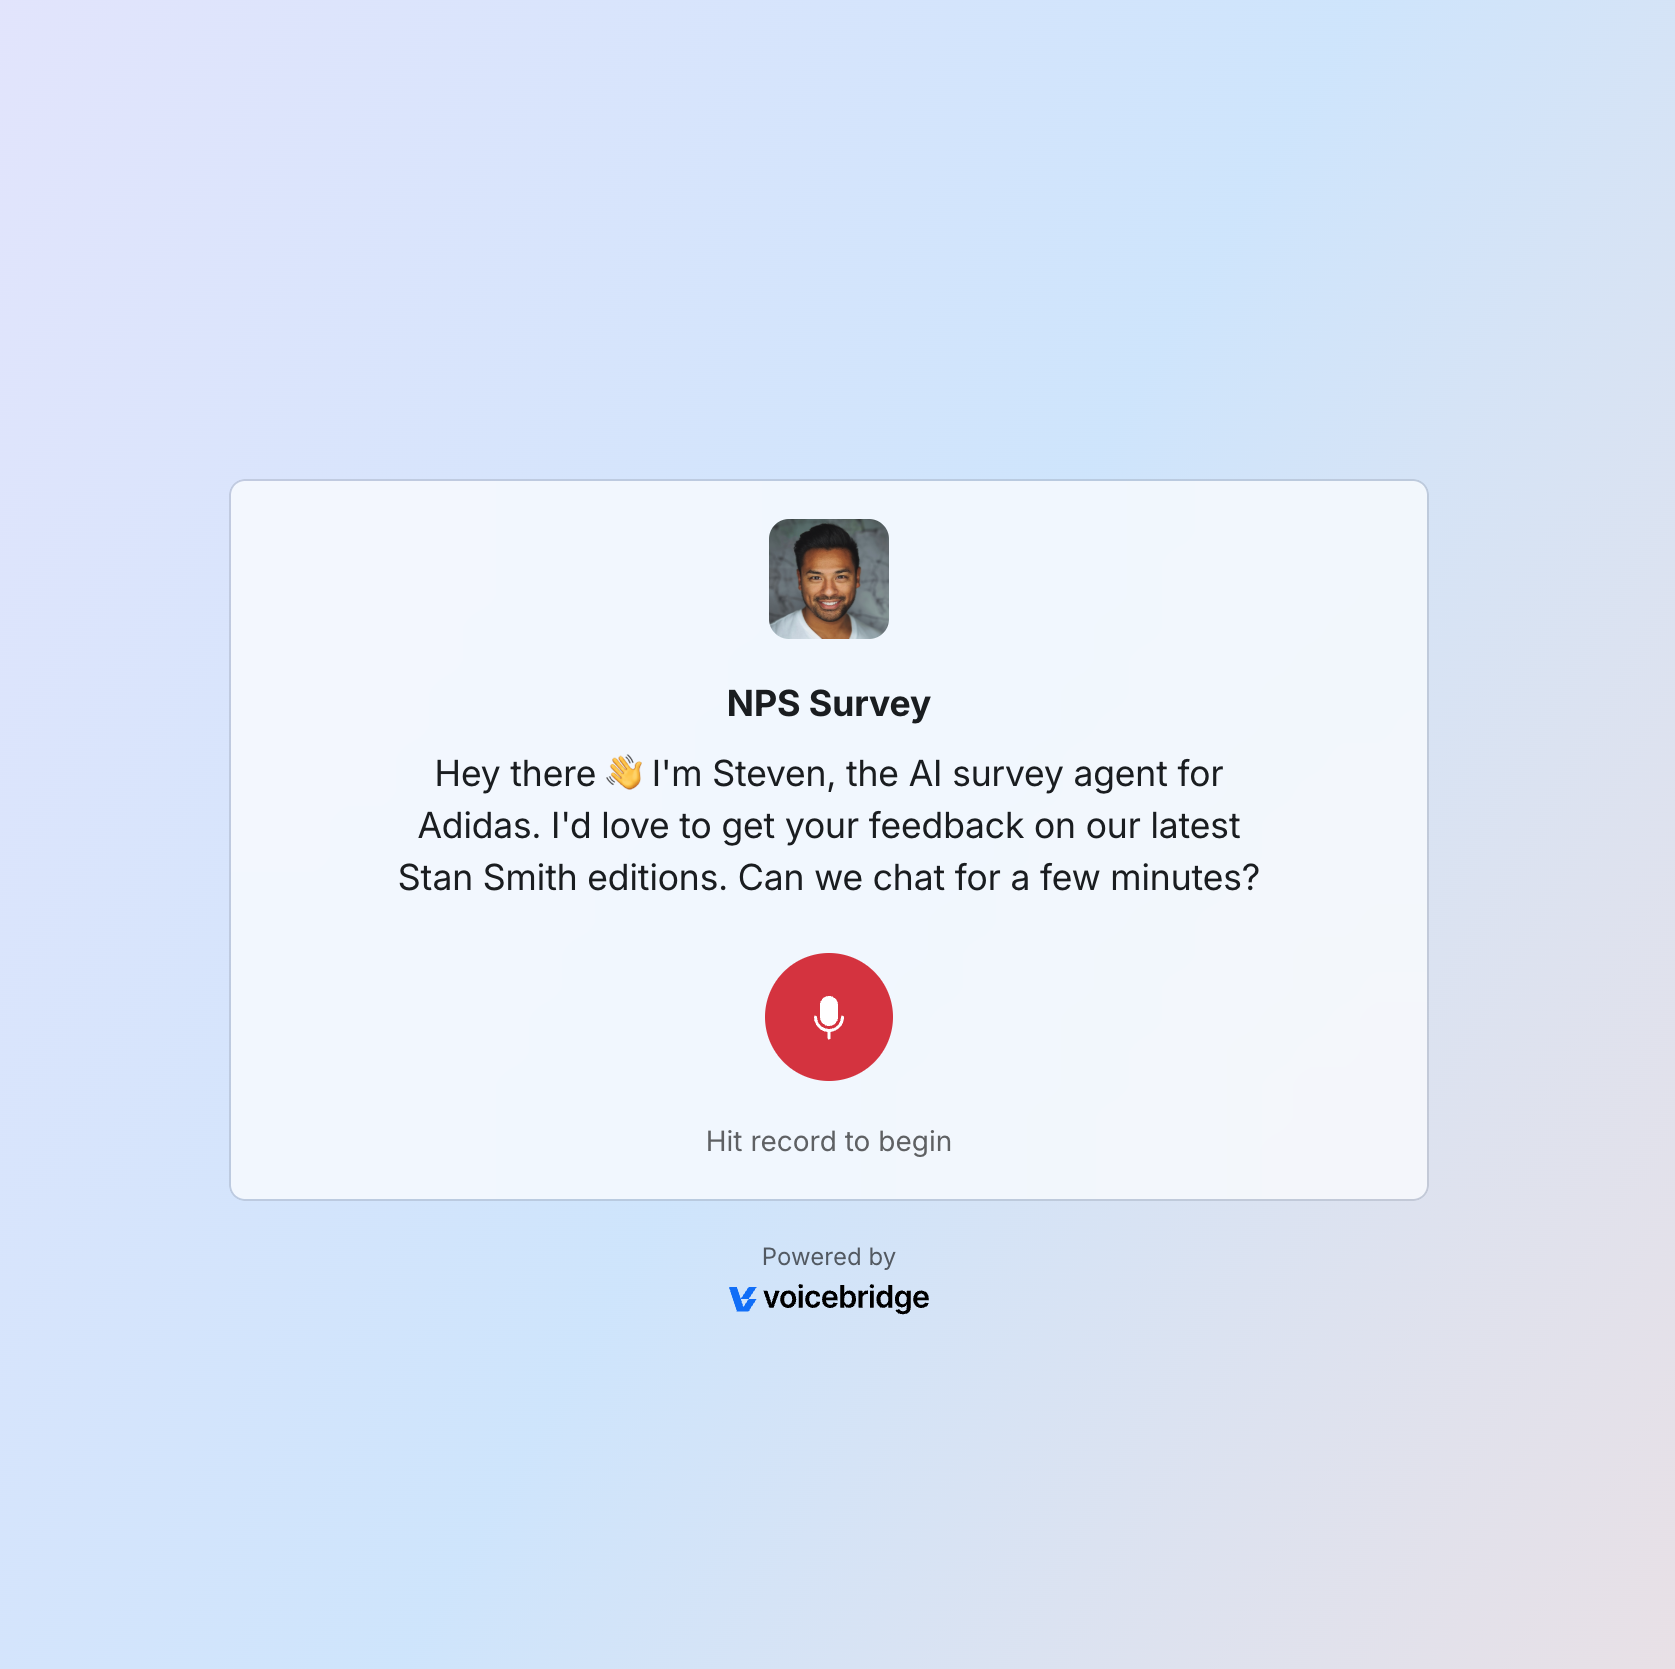 NPS Survey
Hey there 👋 I'm Steven, the AI survey agent for
Adidas. I'd love to get your feedback on our latest
Stan Smith editions. Can we chat for a few minutes?
Hit record to begin
Powered by
voicebridge